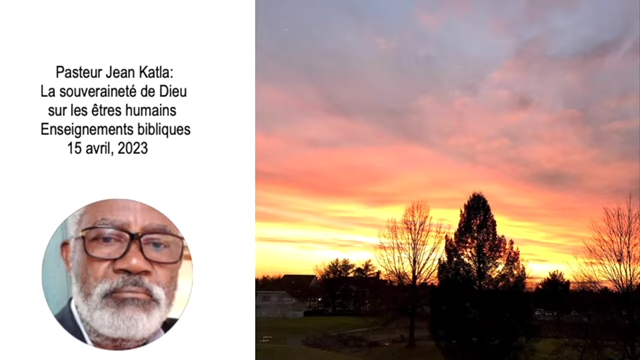 Pasteur Jean Katla:
La souveraineté de Dieu
sur les êtres humains
Enseignements bibliques
15 avril, 2023